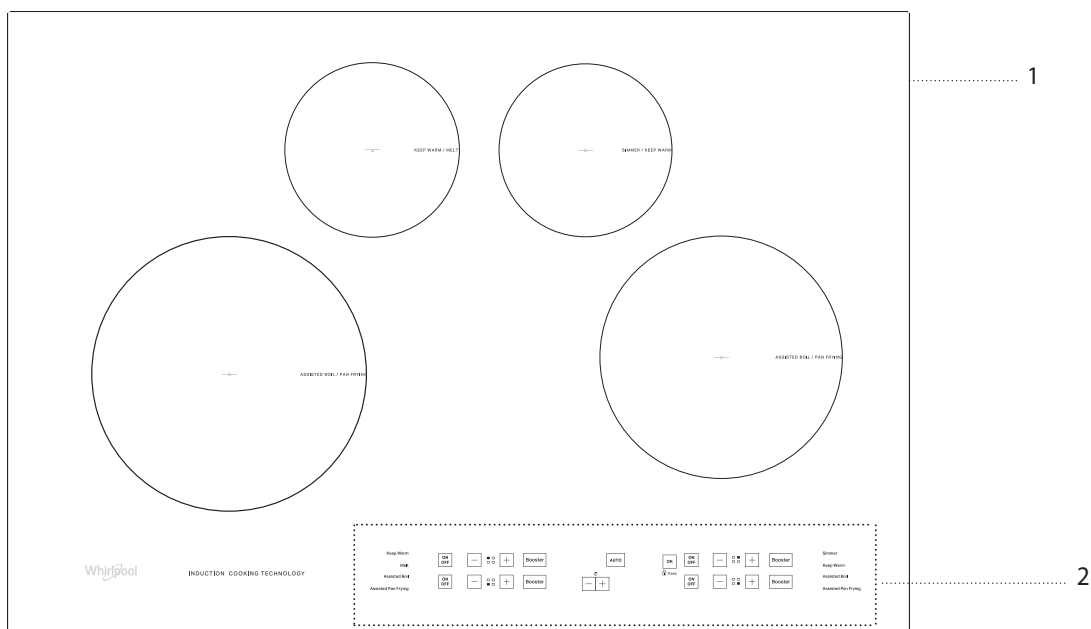 1
KEEP WARM / MELT
SIMMER / KEEP WARM
ASSISTED BOIL / PAN FRYING
ASSISTED BOIL / PAN FRYING
Whirlpool
INDUCTION COOKING TECHNOLOGY
Keep Warm
Melt
Assisted Boil
Assisted Pan Frying
ON OFF − + Booster
ON OFF − + Booster
AUTO
− +
OK
ON OFF − + Booster
ON OFF − + Booster
Simmer
Keep Warm
Assisted Boil
Assisted Pan Frying
2